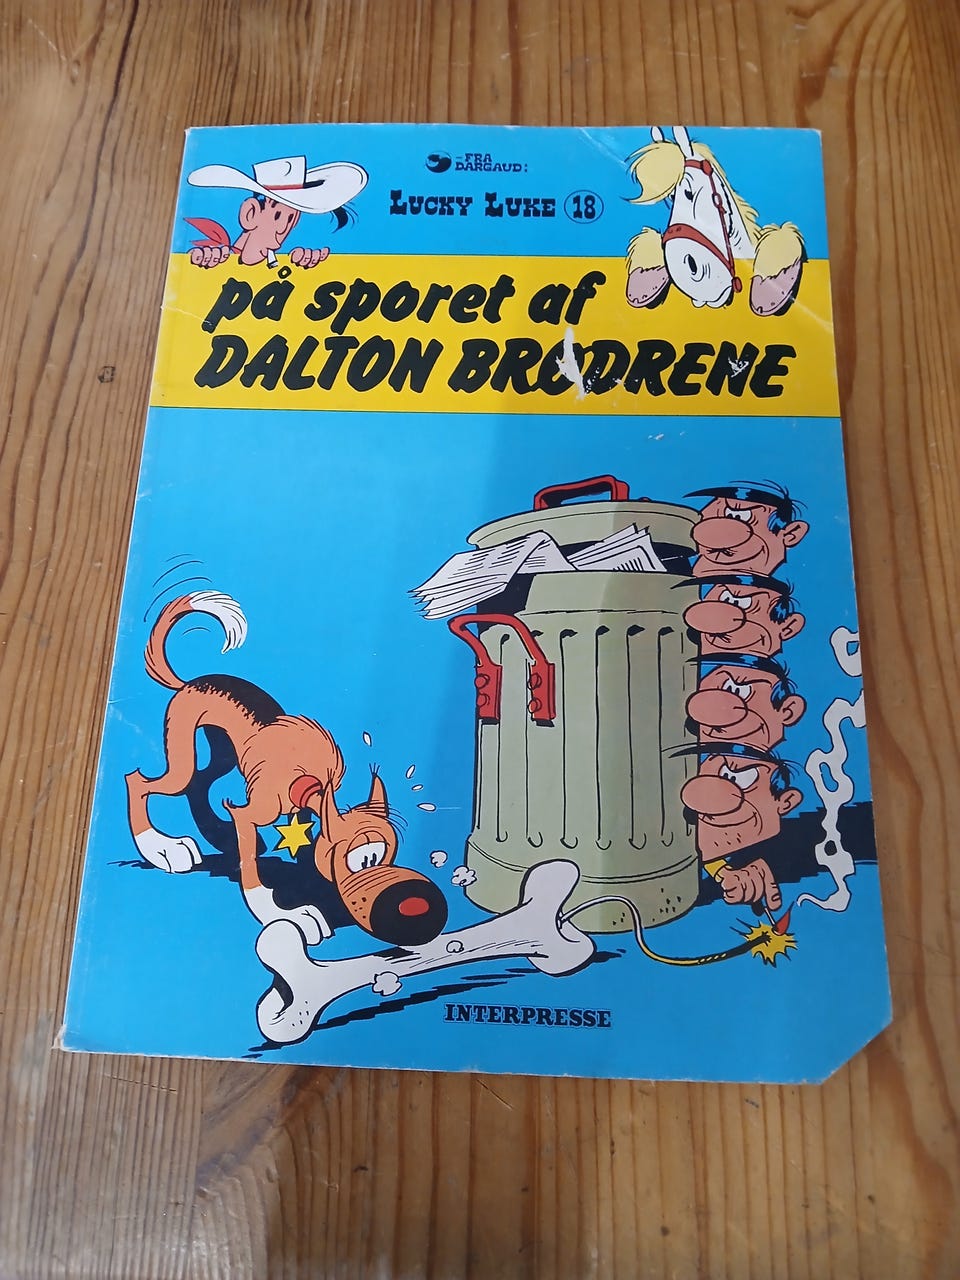 -FRA
DARGAUD:
LUCKY LUKE 18
på sporet af
DALTON BRØDRENE
INTERPRESSE